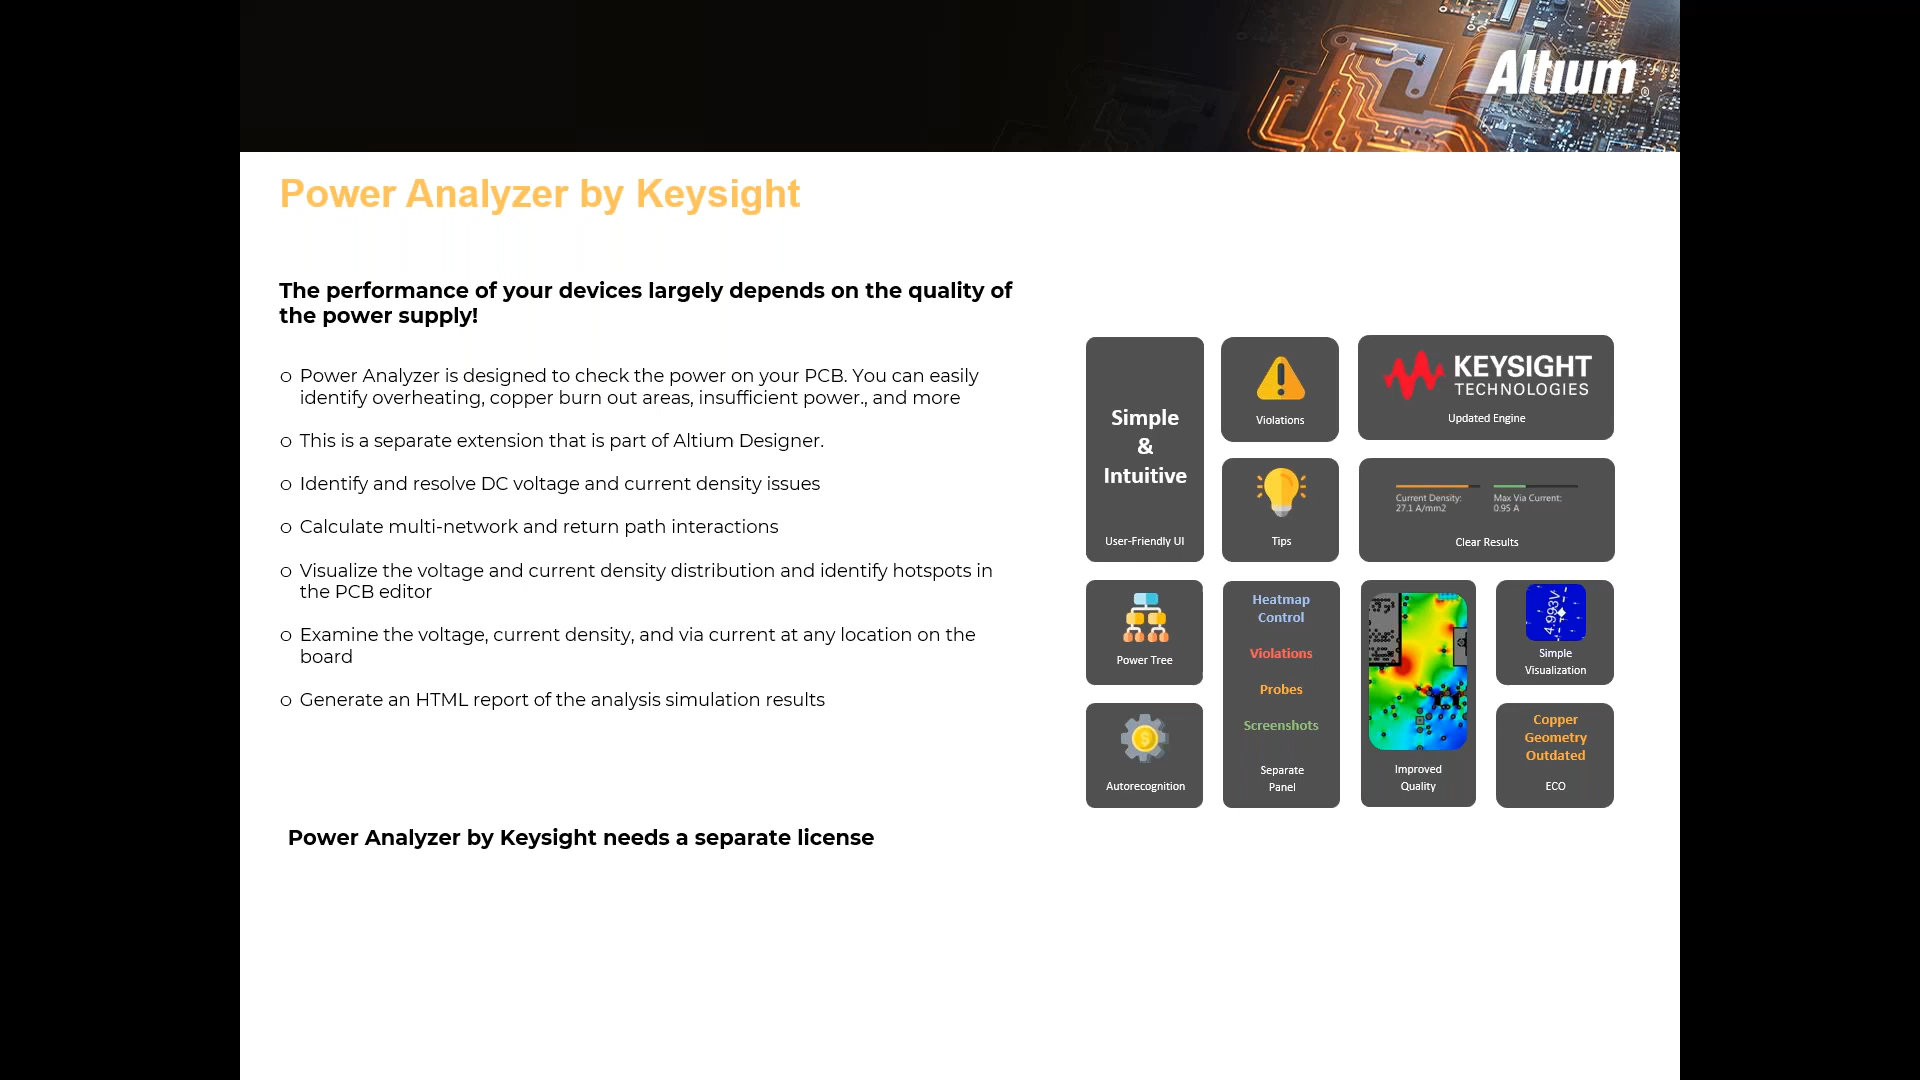 Altium
Power Analyzer by Keysight
The performance of your devices largely depends on the quality of
the power supply!
o Power Analyzer is designed to check the power on your PCB. You can easily
identify overheating, copper burn out areas, insufficient power., and more
o This is a separate extension that is part of Altium Designer.
o Identify and resolve DC voltage and current density issues
o Calculate multi-network and return path interactions
o Visualize the voltage and current density distribution and identify hotspots in
the PCB editor
o Examine the voltage, current density, and via current at any location on the
board
o Generate an HTML report of the analysis simulation results
Power Analyzer by Keysight needs a separate license
Simple
&
Intuitive
User-Friendly UI
Violations
KEYSIGHT
TECHNOLOGIES
Updated Engine
Tips
Current Density:
27.1 A/mm2
Max Via Current:
0.95 A
Clear Results
Power Tree
Heatmap
Control
Violations
Probes
Screenshots
Separate
Panel
Improved
Quality
4.993V
Simple
Visualization
Autorecognition
Copper
Geometry
Outdated
ECO